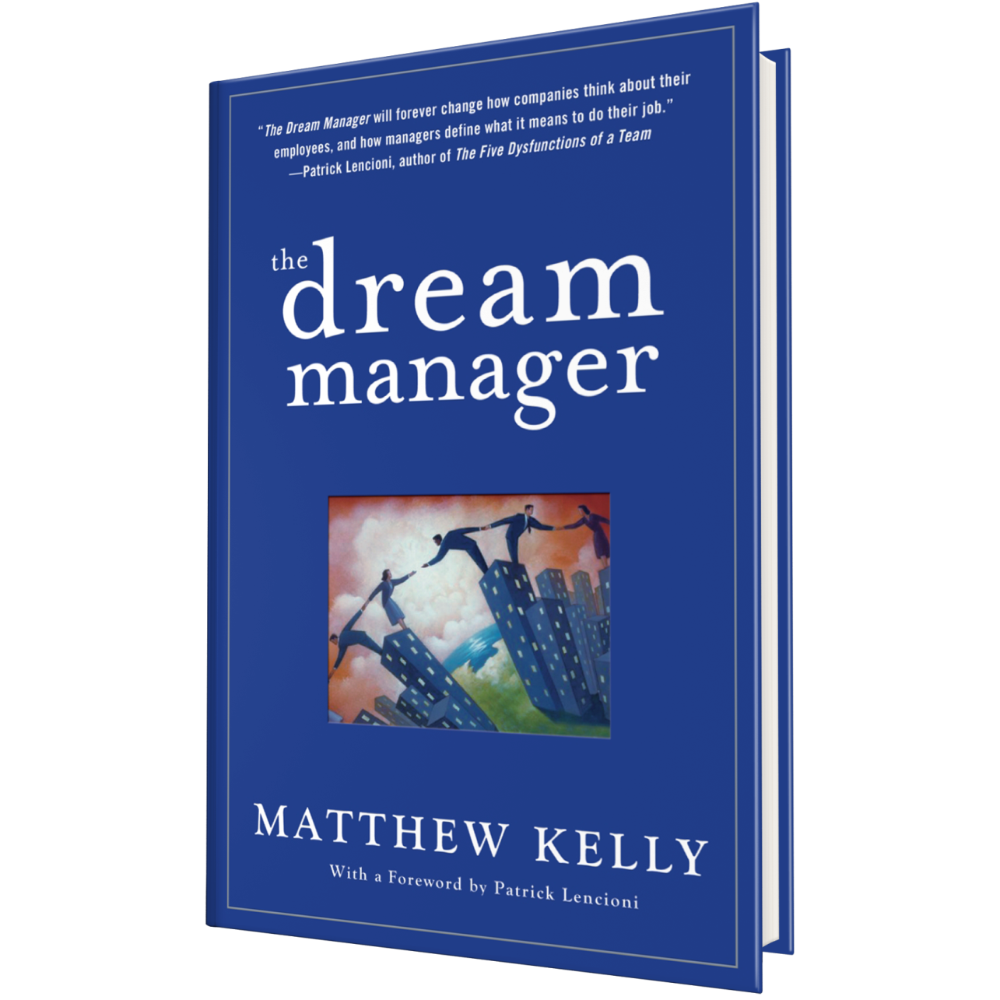 “The Dream Manager will forever change how companies think about their
employees, and how managers define what it means to do their job.”
—Patrick Lencioni, author of The Five Dysfunctions of a Team
the
dream
manager
MATTHEW KELLY
With a Foreword by Patrick Lencioni